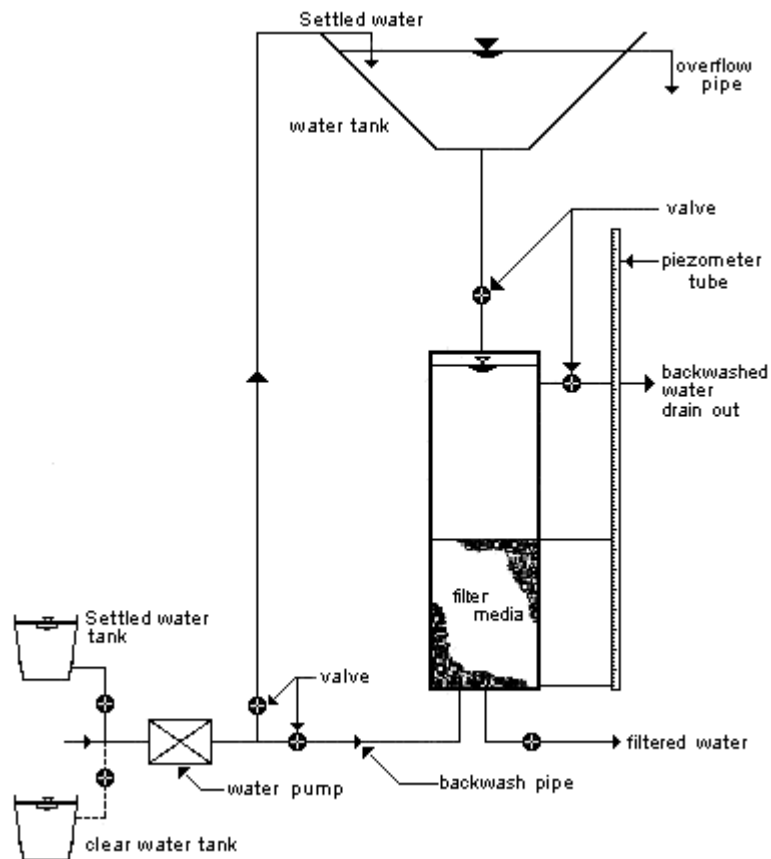 Settled water
overflow
pipe
water tank
valve
piezometer
tube
backwashed
water
drain out
filter
media
Settled water
tank
valve
filtered water
water pump
backwash pipe
clear water tank